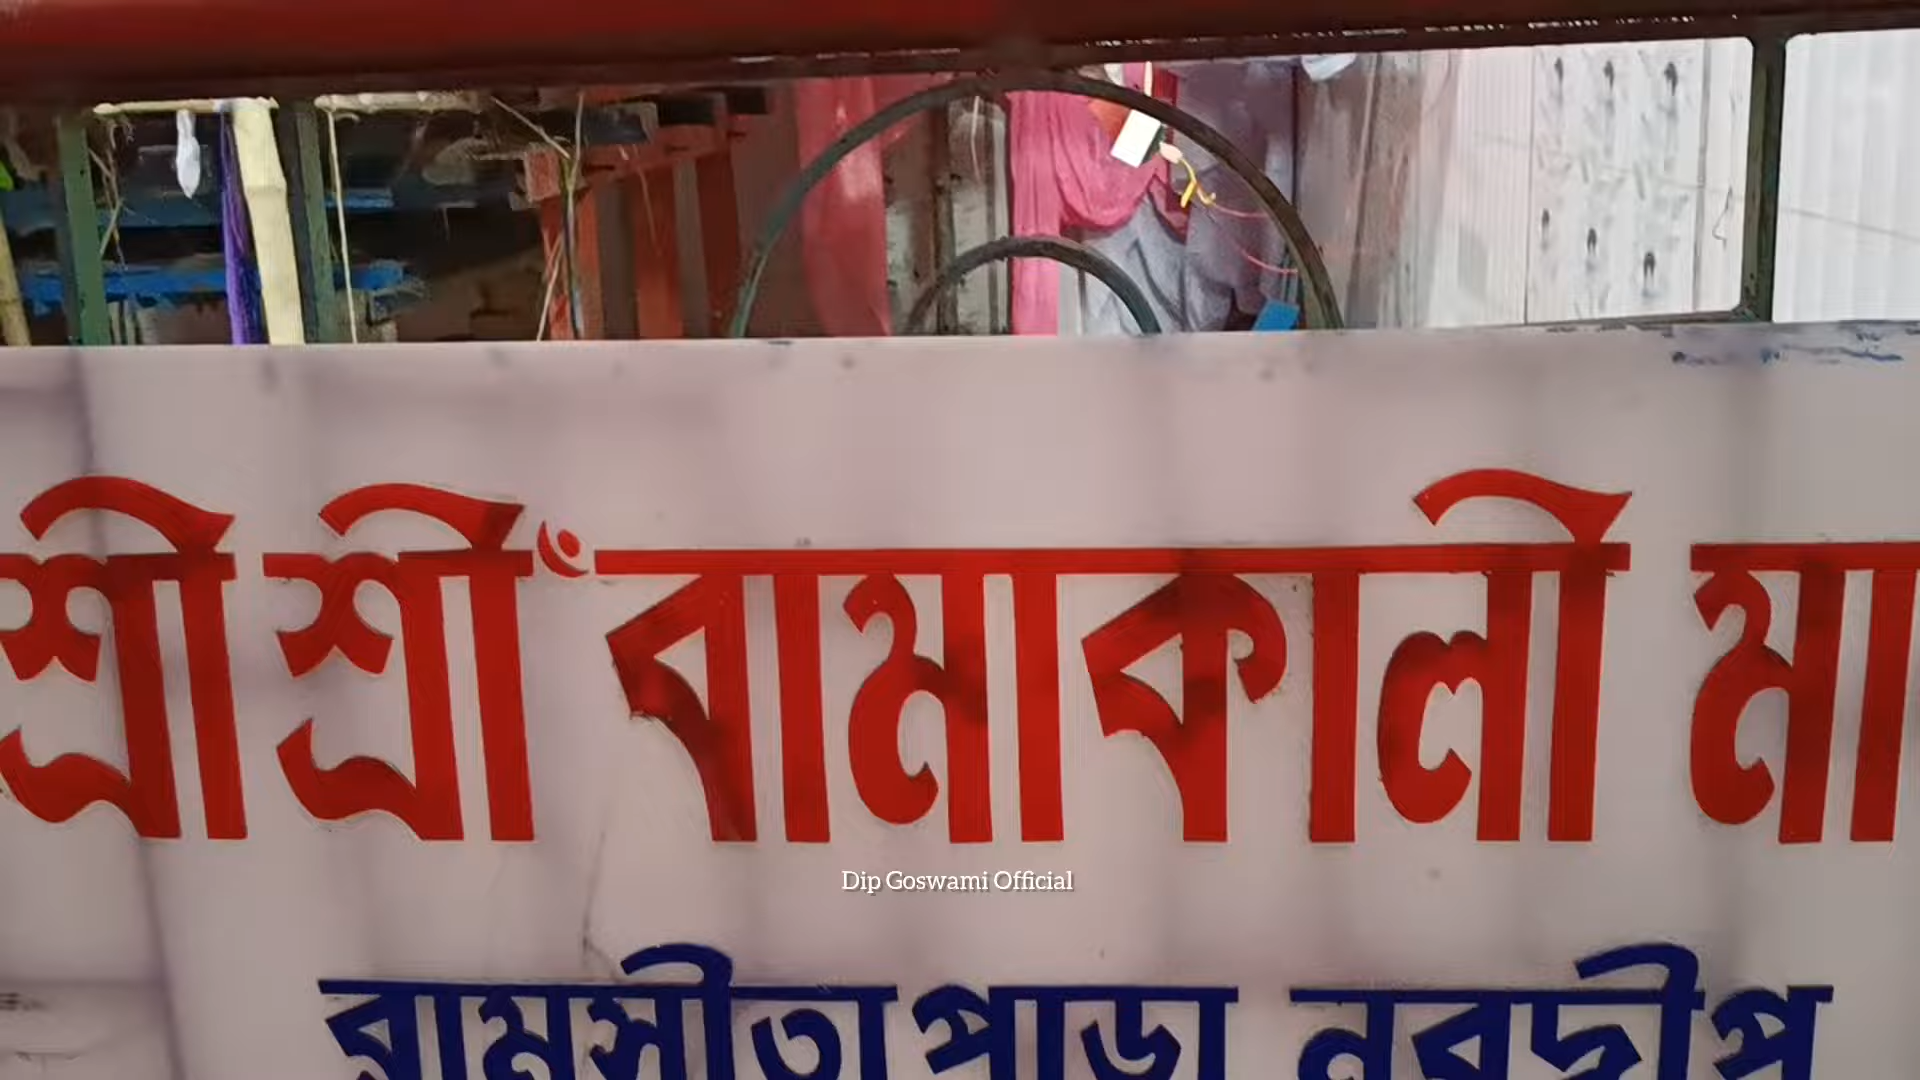 শ্রী শ্রী ঁবামাকালী মা
Dip Goswami Official
রামসীতা পাড়া নবদ্বীপ